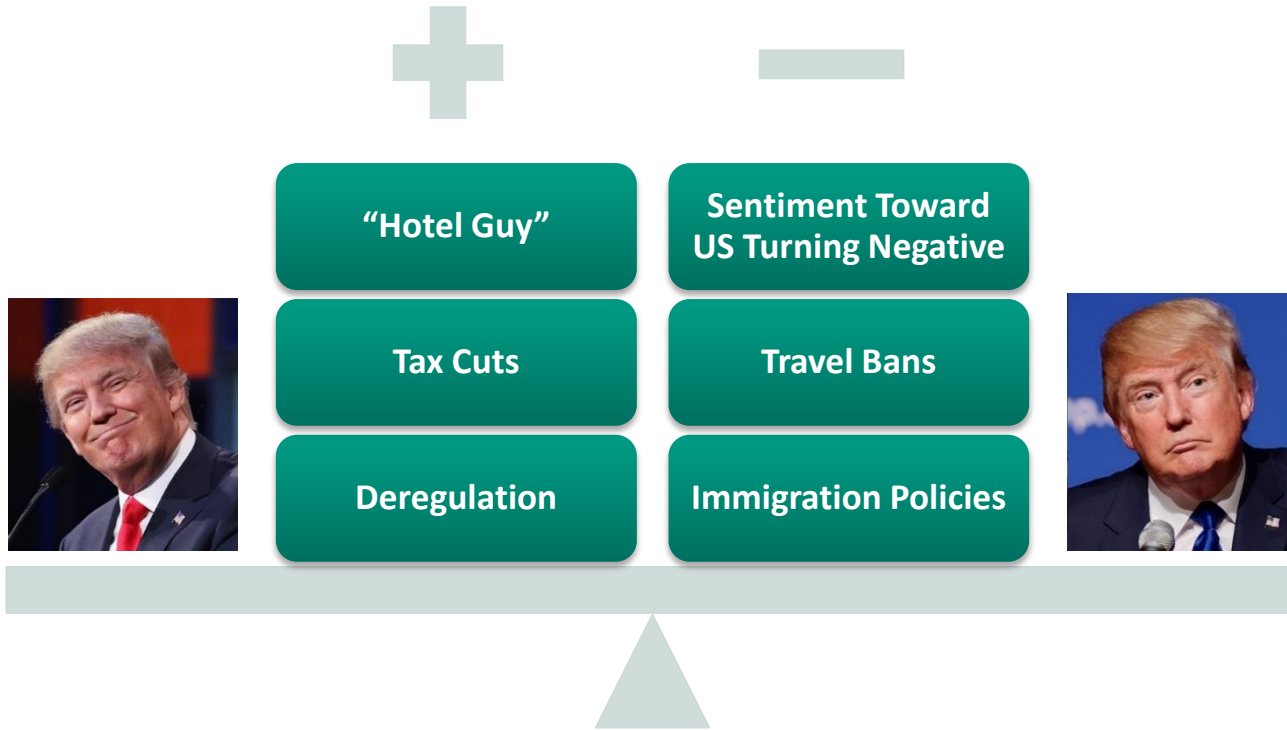 “Hotel Guy”
Sentiment Toward
US Turning Negative
Tax Cuts
Travel Bans
Deregulation
Immigration Policies